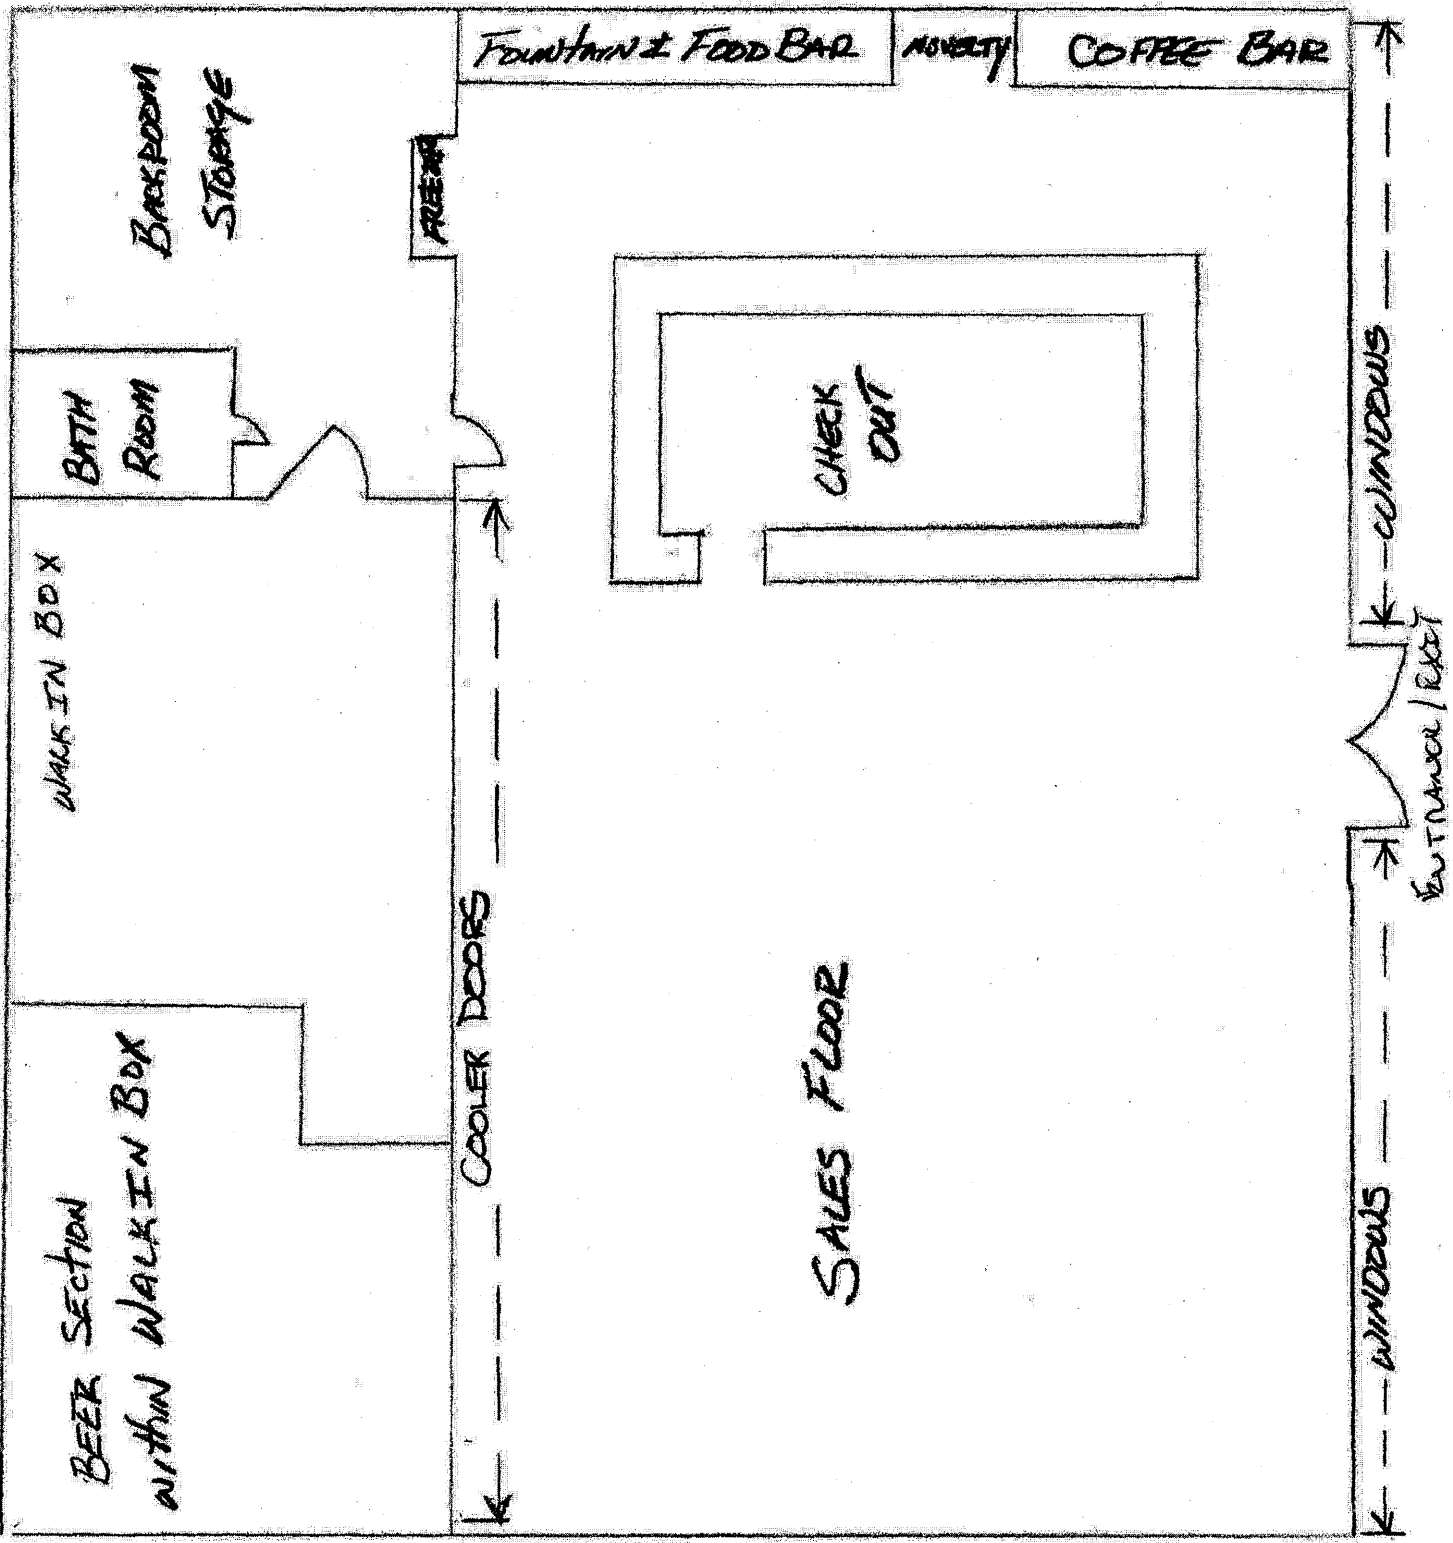 FOUNTAIN & FOOD BAR
NOVELTY
COFFEE BAR
BACKROOM
STORAGE
FREEZER
BATH
ROOM
CHECK
OUT
WINDOWS
WALK IN BOX
ENTRANCE / EXIT
COOLER DOORS
SALES FLOOR
BEER SECTION
WITHIN WALK IN BOX
WINDOWS